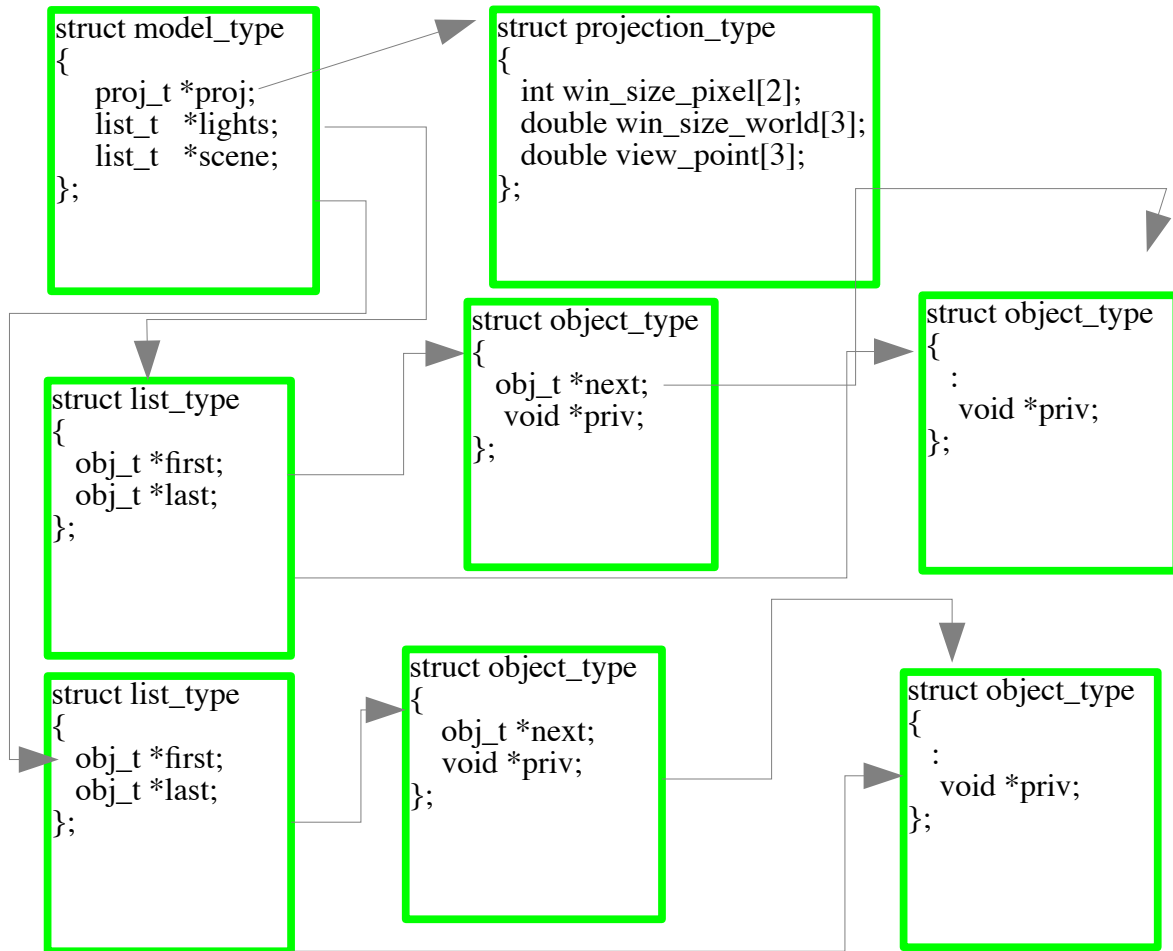 struct model_type
{
proj_t *proj;
list_t *lights;
list_t *scene;
};
struct projection_type
{
int win_size_pixel[2];
double win_size_world[3];
double view_point[3];
};
struct object_type
{
obj_t *next;
void *priv;
};
struct object_type
{
:
void *priv;
};
struct list_type
{
obj_t *first;
obj_t *last;
};
struct list_type
{
obj_t *first;
obj_t *last;
};
struct object_type
{
obj_t *next;
void *priv;
};
struct object_type
{
:
void *priv;
};